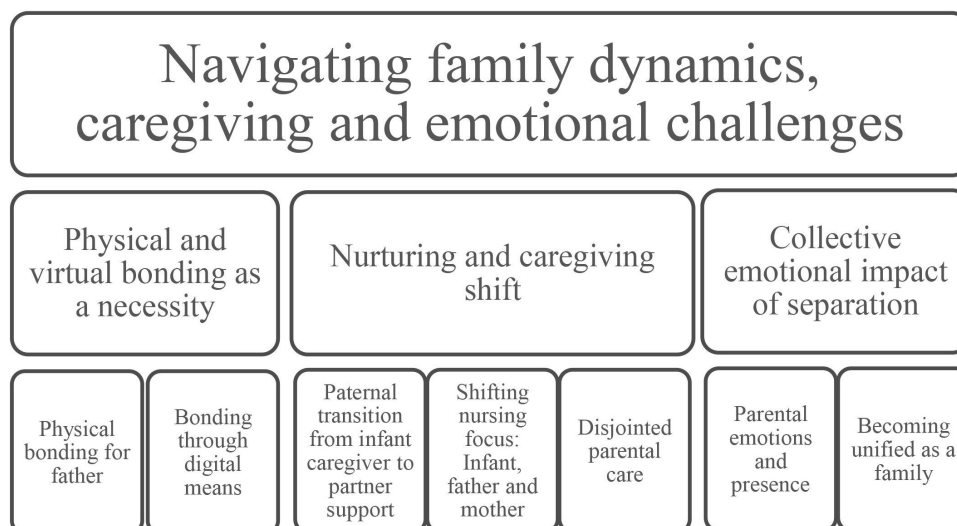 Navigating family dynamics,
caregiving and emotional challenges
Physical and
virtual bonding as
a necessity
Nurturing and caregiving
shift
Collective
emotional impact
of separation
Physical
bonding for
father
Bonding
through
digital
means
Paternal
transition
from infant
caregiver to
partner
support
Shifting
nursing
focus:
Infant,
father and
mother
Disjointed
parental
care
Parental
emotions
and
presence
Becoming
unified as a
family